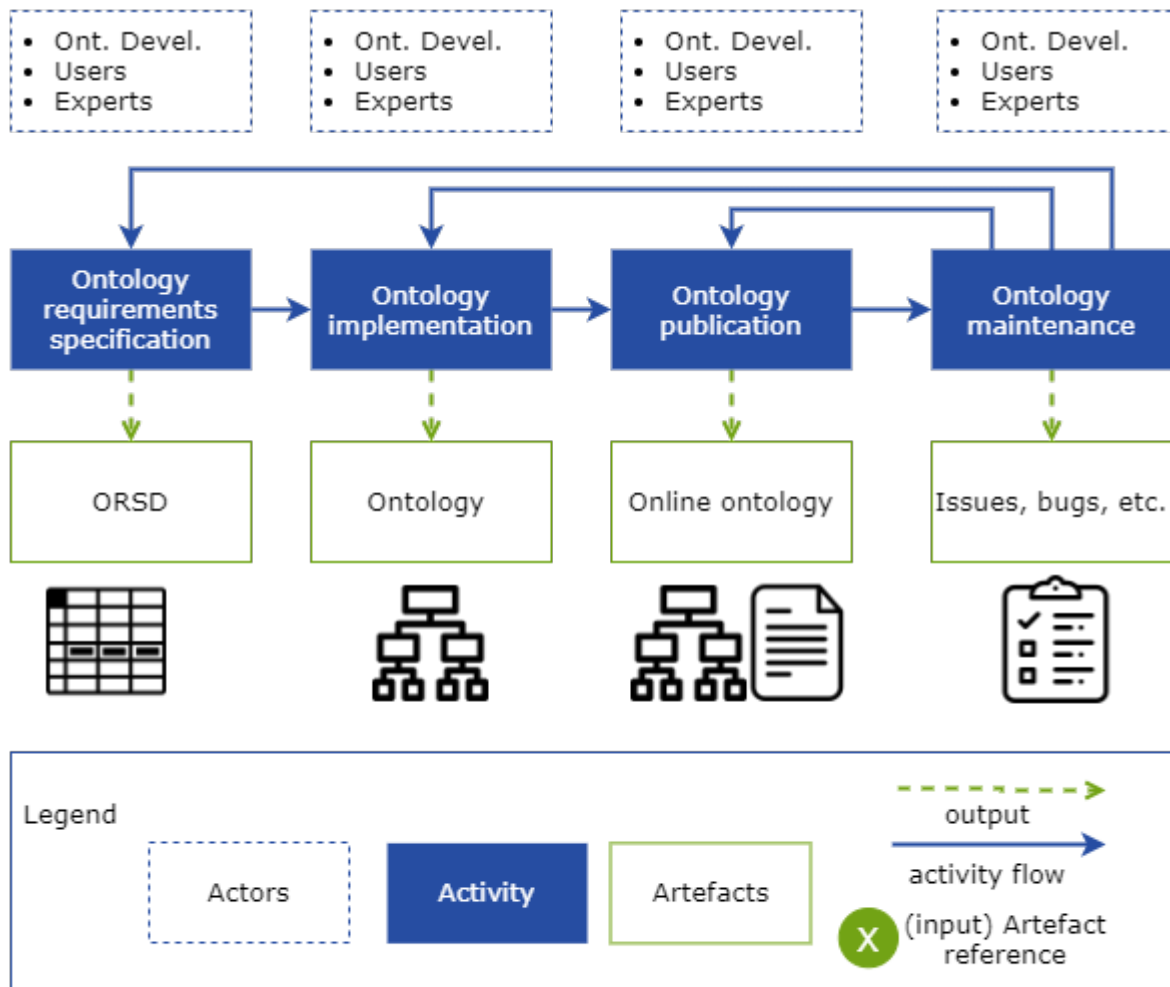 • Ont. Devel.
• Users
• Experts
• Ont. Devel.
• Users
• Experts
• Ont. Devel.
• Users
• Experts
• Ont. Devel.
• Users
• Experts
Ontology
requirements
specification
Ontology
implementation
Ontology
publication
Ontology
maintenance
ORSD
Ontology
Online ontology
Issues, bugs, etc.
Legend
Actors
Activity
Artefacts
output
activity flow
X
(input) Artefact
reference